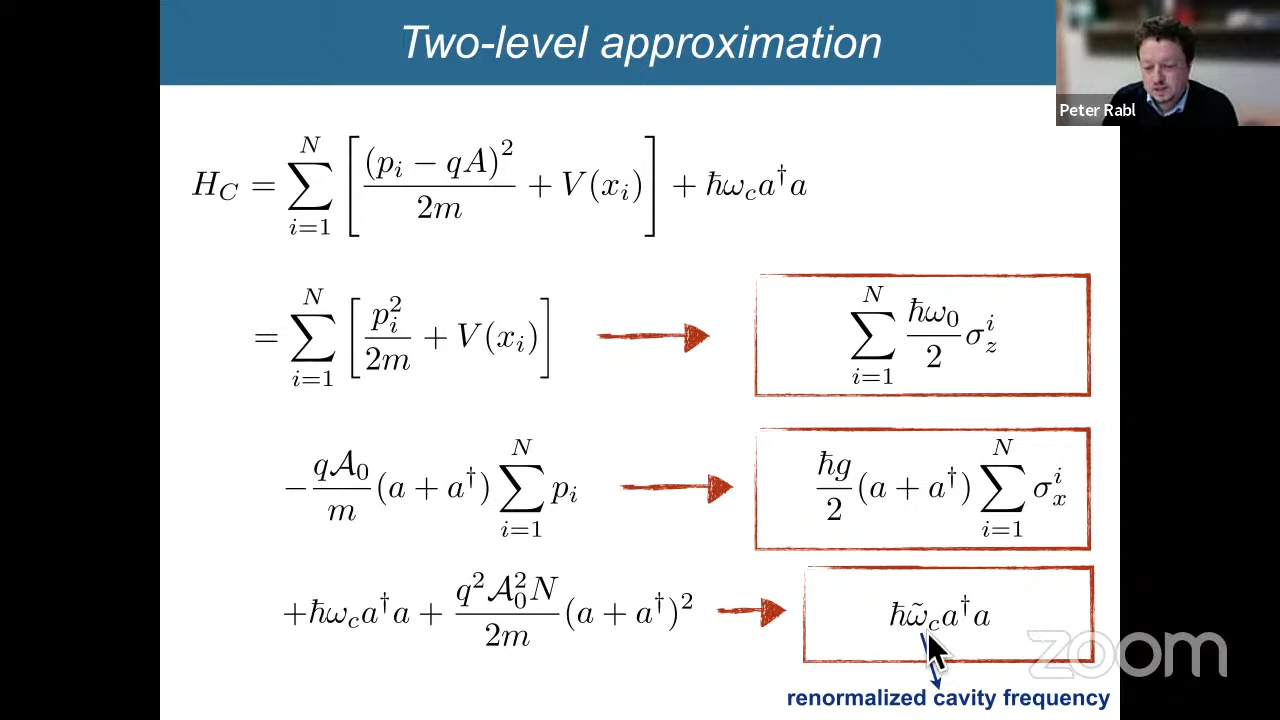 Two-level approximation
Peter Rabl
H_C = \sum_{i=1}^{N} \left[ \frac{(p_i - qA)^2}{2m} + V(x_i) \right] + \hbar\omega_c a^\dagger a
= \sum_{i=1}^{N} \left[ \frac{p_i^2}{2m} + V(x_i) \right]
\sum_{i=1}^{N} \frac{\hbar\omega_0}{2} \sigma_z^i
-\frac{q\mathcal{A}_0}{m}(a + a^\dagger) \sum_{i=1}^{N} p_i
\frac{\hbar g}{2}(a + a^\dagger) \sum_{i=1}^{N} \sigma_x^i
+\hbar\omega_c a^\dagger a + \frac{q^2\mathcal{A}_0^2 N}{2m}(a + a^\dagger)^2
\hbar\tilde{\omega}_c a^\dagger a
zoom
renormalized cavity frequency